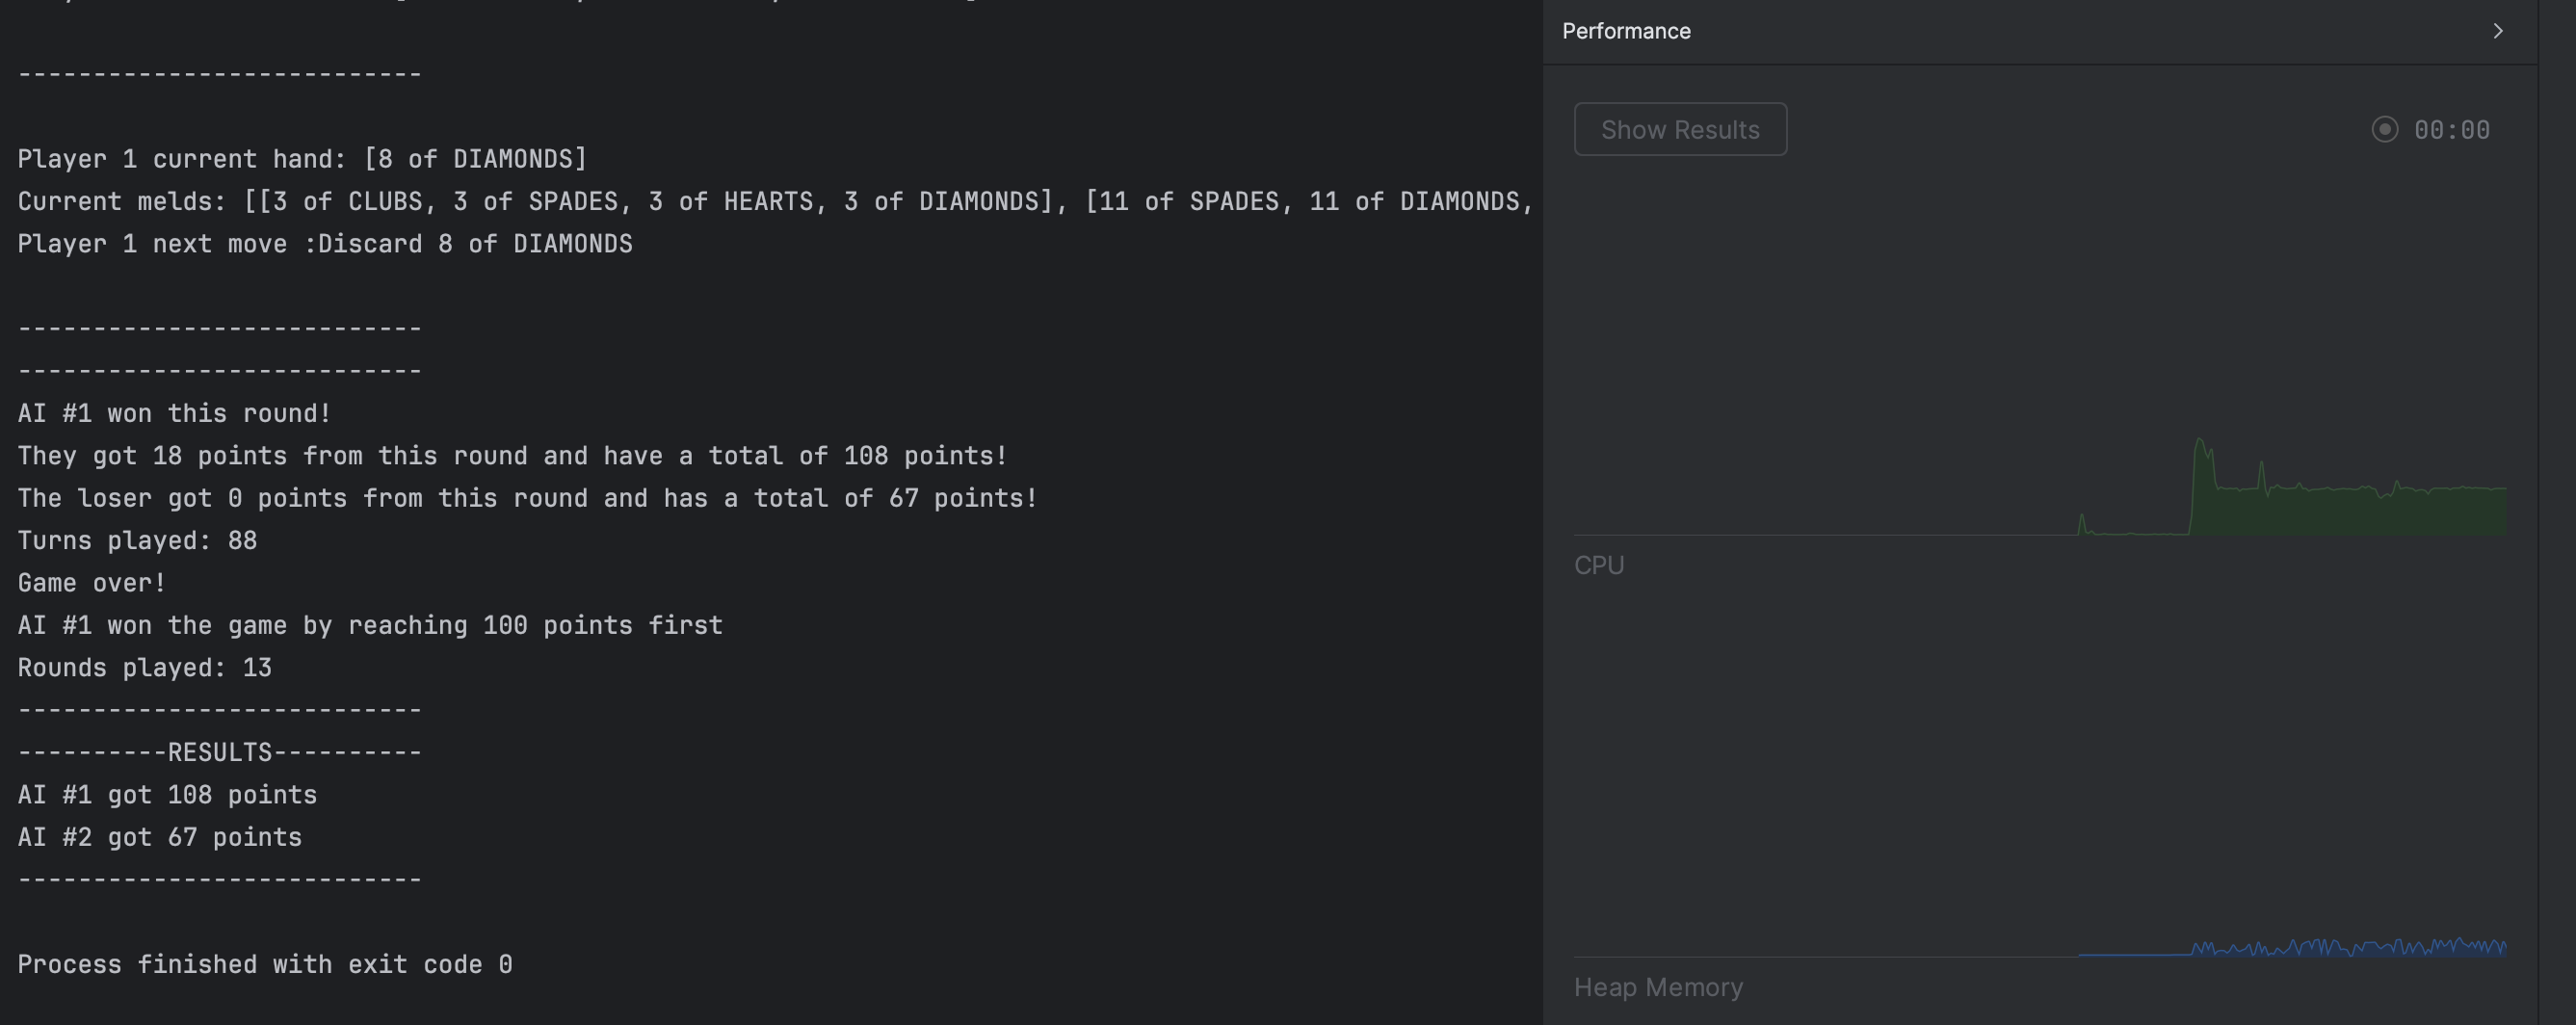 ---------------------------
Player 1 current hand: [8 of DIAMONDS]
Current melds: [[3 of CLUBS, 3 of SPADES, 3 of HEARTS, 3 of DIAMONDS], [11 of SPADES, 11 of DIAMONDS,
Player 1 next move :Discard 8 of DIAMONDS
---------------------------
---------------------------
AI #1 won this round!
They got 18 points from this round and have a total of 108 points!
The loser got 0 points from this round and has a total of 67 points!
Turns played: 88
Game over!
AI #1 won the game by reaching 100 points first
Rounds played: 13
---------------------------
----------RESULTS----------
AI #1 got 108 points
AI #2 got 67 points
---------------------------
Process finished with exit code 0
Performance
Show Results
00:00
CPU
Heap Memory